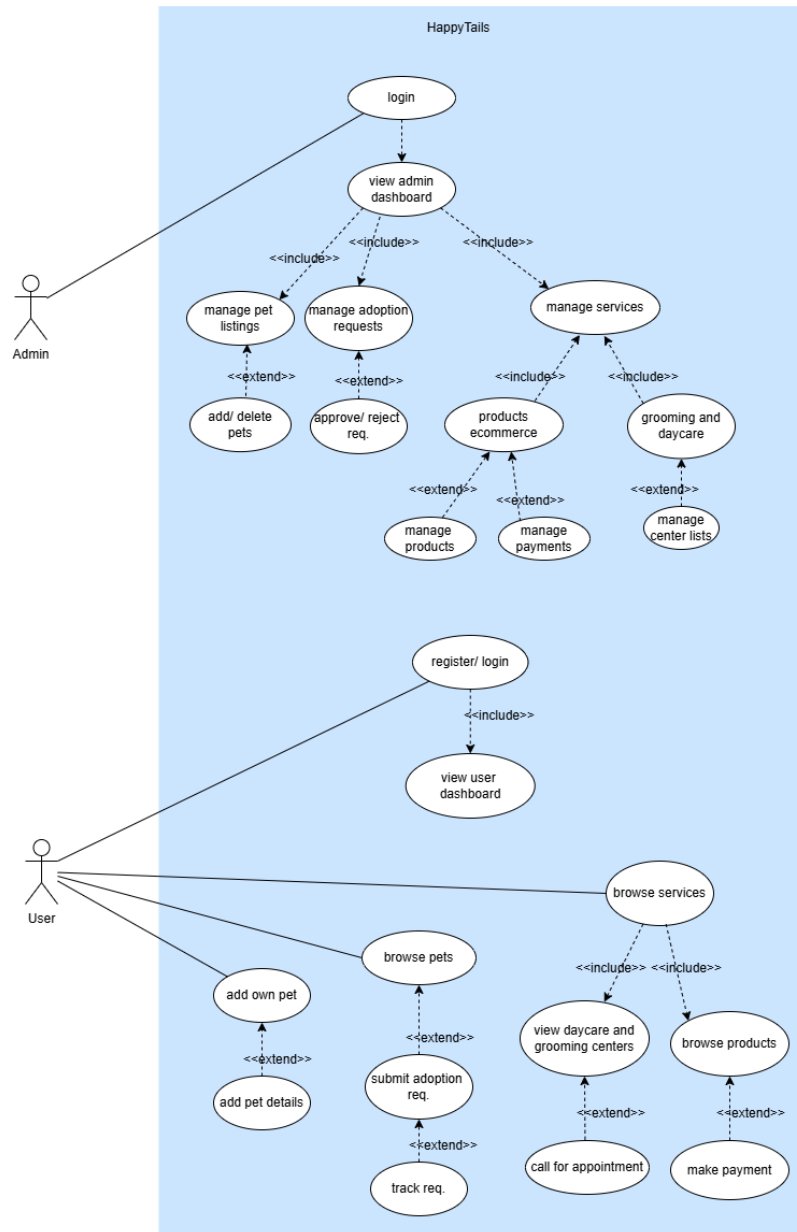 HappyTails
login
view admin
dashboard
<<include>>
<<include>>
<<include>>
manage pet
listings
manage adoption
requests
manage services
Admin
<<extend>>
<<extend>>
<<include>>
<<include>>
add/ delete
pets
approve/ reject
req.
products
ecommerce
grooming and
daycare
<<extend>>
<<extend>>
<<extend>>
manage
products
manage
payments
manage
center lists
register/ login
<<include>>
view user
dashboard
User
browse services
browse pets
<<include>>
<<include>>
add own pet
<<extend>>
<<extend>>
view daycare and
grooming centers
browse products
submit adoption
req.
add pet details
<<extend>>
<<extend>>
<<extend>>
track req.
call for appointment
make payment